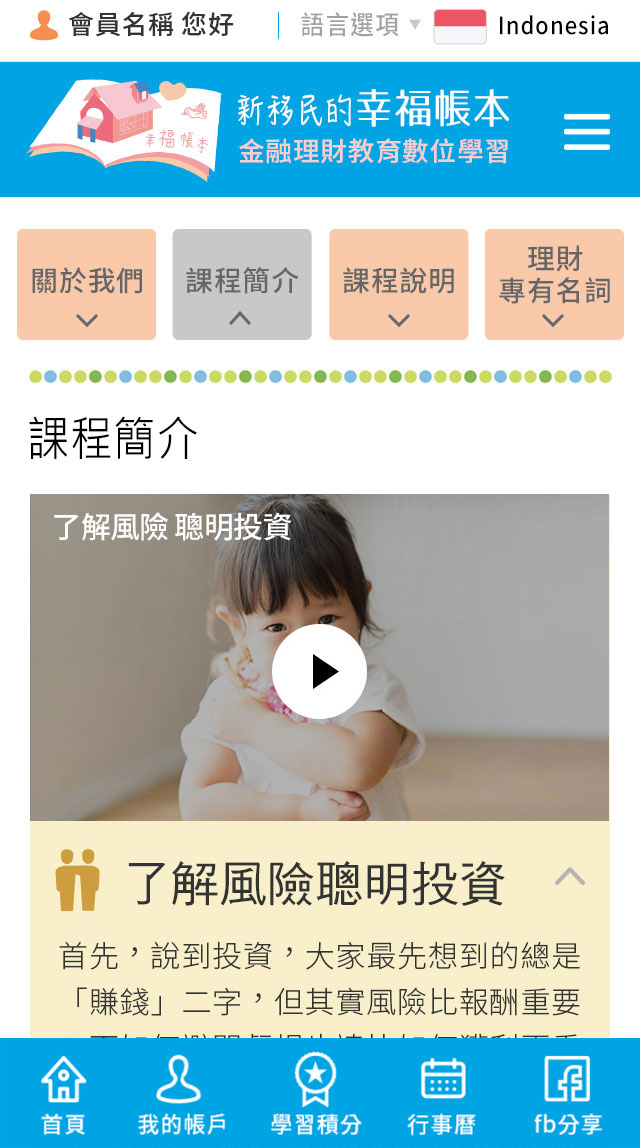 會員名稱 您好
語言選項
Indonesia
幸福帳本
新移民的幸福帳本
金融理財教育數位學習
關於我們
課程簡介
課程說明
理財
專有名詞
課程簡介
了解風險 聰明投資
了解風險聰明投資
首先，說到投資，大家最先想到的總是
「賺錢」二字，但其實風險比報酬重要
首頁
我的帳戶
學習積分
行事曆
fb分享